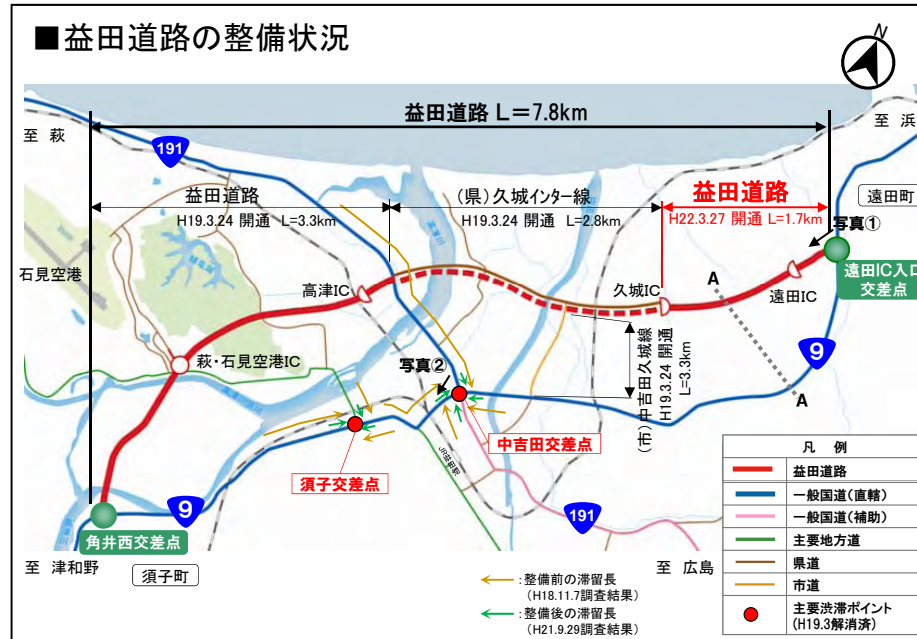 ■益田道路の整備状況
N
益田道路 L=7.8km
至 萩
至 浜
191
益田道路
H19.3.24 開通 L=3.3km
(県)久城インター線
H19.3.24 開通 L=2.8km
益田道路
H22.3.27 開通 L=1.7km
遠田町
写真①
石見空港
高津IC
久城IC
遠田IC
遠田IC入口
交差点
A
萩・石見空港IC
写真②
(市)中吉田久城線
H19.3.24 開通
L=3.3km
9
A
中吉田交差点
須子交差点
JR益田駅
9
角井西交差点
191
至 津和野
須子町
至 広島
:整備前の滞留長
(H18.11.7調査結果)
:整備後の滞留長
(H21.9.29調査結果)
凡 例
益田道路
一般国道(直轄)
一般国道(補助)
主要地方道
県道
市道
主要渋滞ポイント
(H19.3解消済)